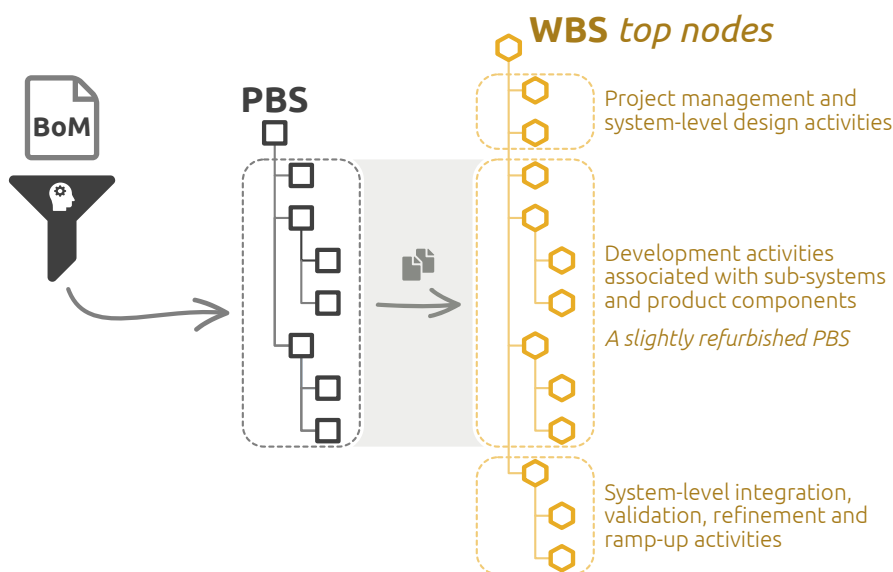 WBS top nodes
BoM
PBS
Project management and
system-level design activities
Development activities
associated with sub-systems
and product components
A slightly refurbished PBS
System-level integration,
validation, refinement and
ramp-up activities